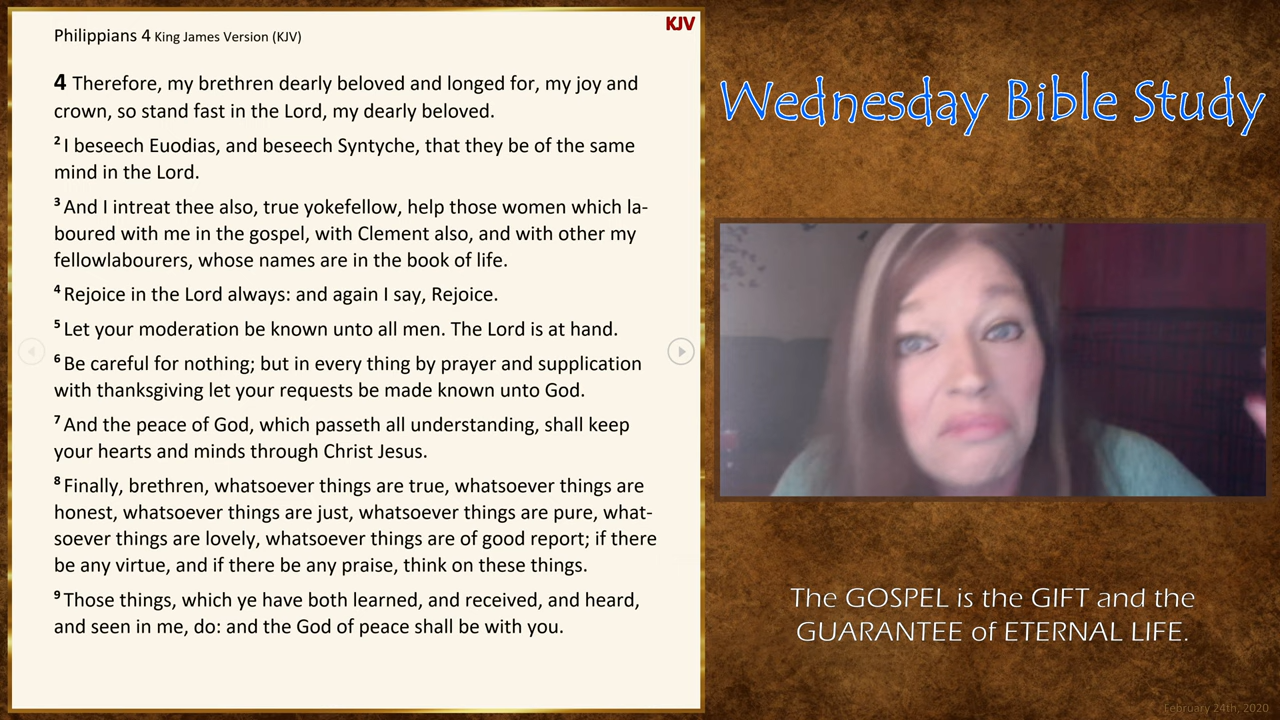 KJV
Philippians 4 King James Version (KJV)
4 Therefore, my brethren dearly beloved and longed for, my joy and
crown, so stand fast in the Lord, my dearly beloved.
2 I beseech Euodias, and beseech Syntyche, that they be of the same
mind in the Lord.
3 And I intreat thee also, true yokefellow, help those women which la-
boured with me in the gospel, with Clement also, and with other my
fellowlabourers, whose names are in the book of life.
4 Rejoice in the Lord always: and again I say, Rejoice.
5 Let your moderation be known unto all men. The Lord is at hand.
6 Be careful for nothing; but in every thing by prayer and supplication
with thanksgiving let your requests be made known unto God.
7 And the peace of God, which passeth all understanding, shall keep
your hearts and minds through Christ Jesus.
8 Finally, brethren, whatsoever things are true, whatsoever things are
honest, whatsoever things are just, whatsoever things are pure, what-
soever things are lovely, whatsoever things are of good report; if there
be any virtue, and if there be any praise, think on these things.
9 Those things, which ye have both learned, and received, and heard,
and seen in me, do: and the God of peace shall be with you.
Wednesday Bible Study
The GOSPEL is the GIFT and the
GUARANTEE of ETERNAL LIFE.
February 24th, 2020